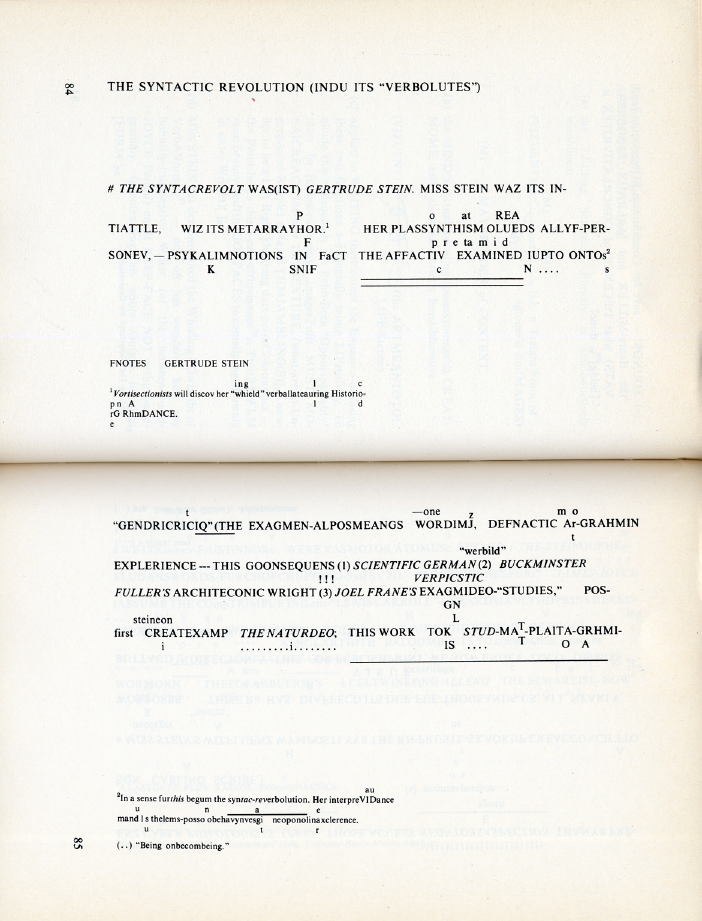 84
THE SYNTACTIC REVOLUTION (INDU ITS “VERBOLUTES”)
# THE SYNTACREVOLT WAS(IST) GERTRUDE STEIN. MISS STEIN WAZ ITS IN-
P o at REA
TIATTLE, WIZ ITS METARRAYHOR.¹ HER PLASSYNTHISM OLUEDS ALLYF-PER-
F p r e ta m i d
SONEV, — PSYKALIMNOTIONS IN FaCT THE AFFACTIV EXAMINED IUPTO ONTOs²
K SNIF c N .... s
FNOTES GERTRUDE STEIN
ing l c
¹Vortisectionists will discov her “whield” verballateauring Historio-
p n A l d
rG RhmDANCE.
e
t —one z m o
“GENDRICRICIQ” (THE EXAGMEN-ALPOSMEANGS WORDIMJ, DEFNACTIC Ar-GRAHMIN
t
“werbild”
EXPLERIENCE --- THIS GOONSEQUENS (1) SCIENTIFIC GERMAN (2) BUCKMINSTER
!!! VERPICSTIC
FULLER'S ARCHITECONIC WRIGHT (3) JOEL FRANE'S EXAGMIDEO-“STUDIES,” POS-
GN
steineon L
first CREATEXAMP THE NATURDEO; THIS WORK TOK STUD-MAT-PLAITA-GRHMI-
i .........i........ IS .... T O A
au
²In a sense furthis begum the syntac-reverbolution. Her interpreVIDance
u n a e
mand l s thelems-posso obehavynvesgi neoponolinaxclerence.
u t r
(..) “Being onbecombeing.”
85